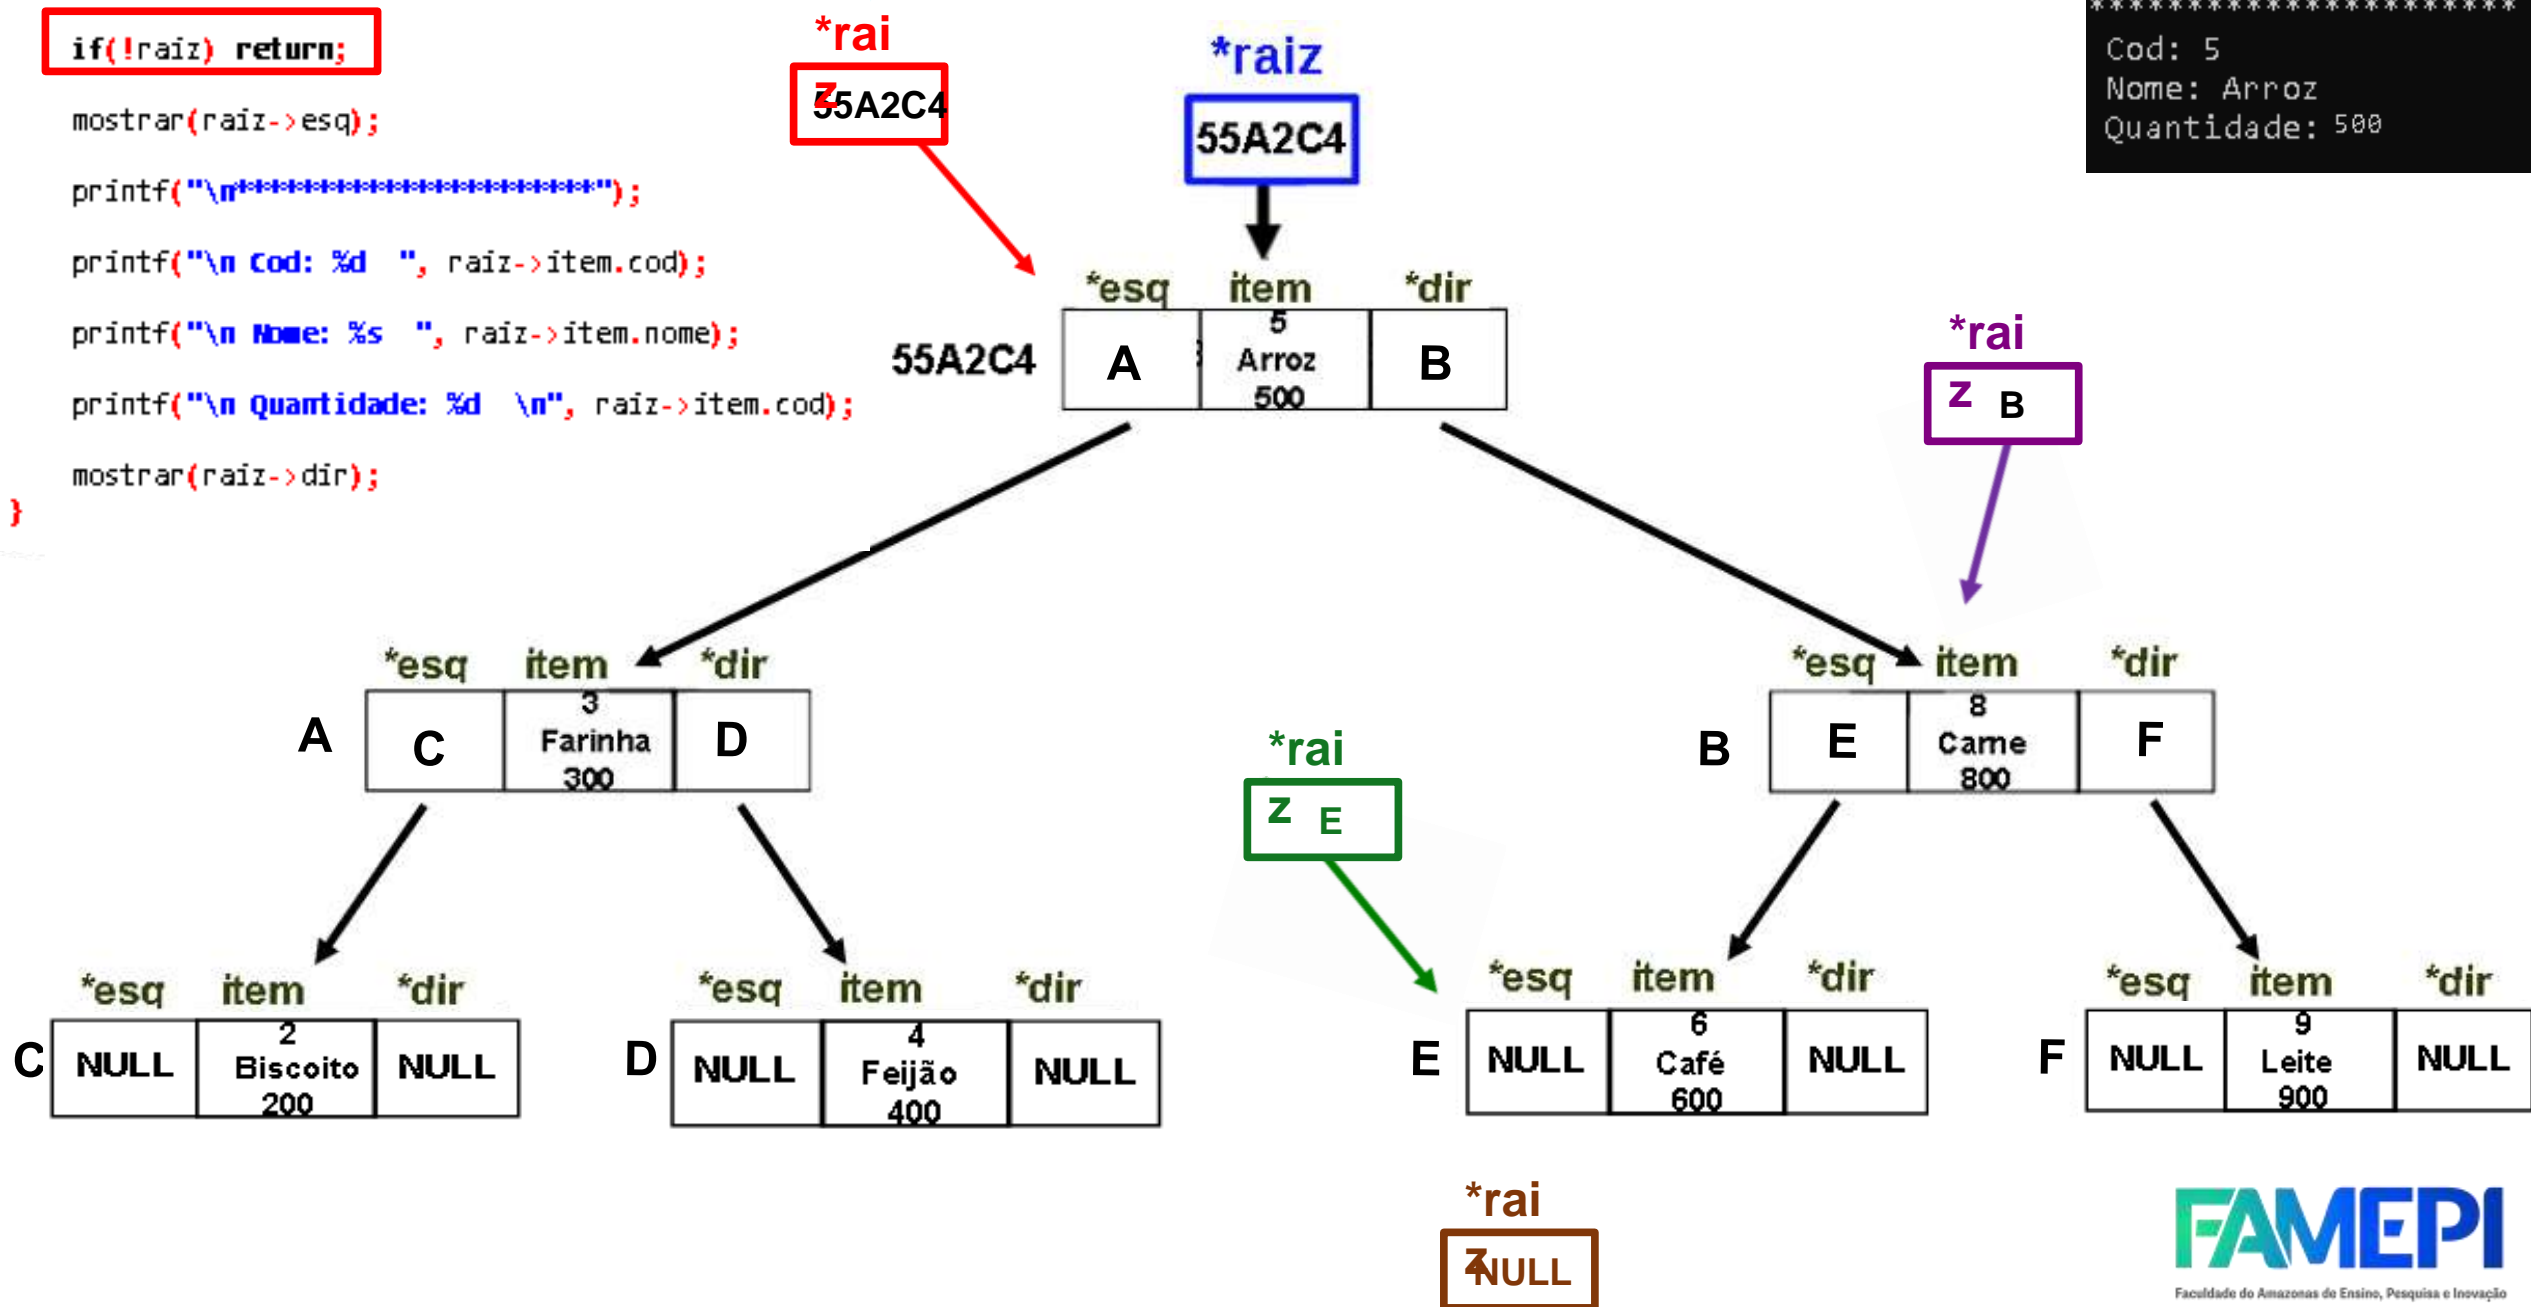 if(!raiz) return;
mostrar(raiz->esq);
printf("\n*************************");
printf("\n Cod: %d  ", raiz->item.cod);
printf("\n Nome: %s  ", raiz->item.nome);
printf("\n Quantidade: %d  \n", raiz->item.cod);
mostrar(raiz->dir);
}
*rai
z
55A2C4
*raiz
55A2C4
**********************
Cod: 5
Nome: Arroz
Quantidade: 500
*esq item *dir
55A2C4
A
5
Arroz
500
B
*rai
z B
*esq item *dir
A
C
3
Farinha
300
D
*rai
z E
*esq item *dir
B
E
8
Carne
800
F
*esq item *dir
C
NULL
2
Biscoito
200
NULL
*esq item *dir
D
NULL
4
Feijão
400
NULL
*esq item *dir
E
NULL
6
Café
600
NULL
*esq item *dir
F
NULL
9
Leite
900
NULL
*rai
z
NULL
FAMEPI
Faculdade do Amazonas de Ensino, Pesquisa e Inovação